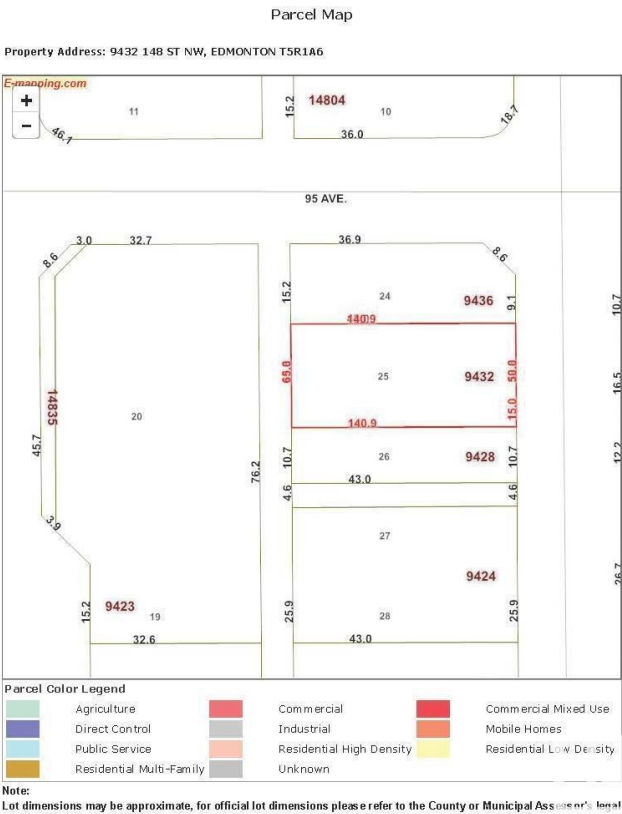 Parcel Map
Property Address: 9432 148 ST NW, EDMONTON T5R1A6
E-mapping.com
+
−
11
15.2
14804
10
18.7
46.1
36.0
95 AVE.
3.0
32.7
36.9
8.6
8.6
15.2
24
9436
9.1
10.7
140.9
65.0
25
9432
50.0
16.5
14835
15.0
20
140.9
45.7
10.7
26
9428
10.7
12.2
76.2
43.0
4.6
4.6
3.9
27
9424
26.7
15.2
9423
19
25.9
28
25.9
32.6
43.0
Parcel Color Legend
Agriculture
Commercial
Commercial Mixed Use
Direct Control
Industrial
Mobile Homes
Public Service
Residential High Density
Residential Low Density
Residential Multi-Family
Unknown
Note:
Lot dimensions may be approximate, for official lot dimensions please refer to the County or Municipal Assessor's legal